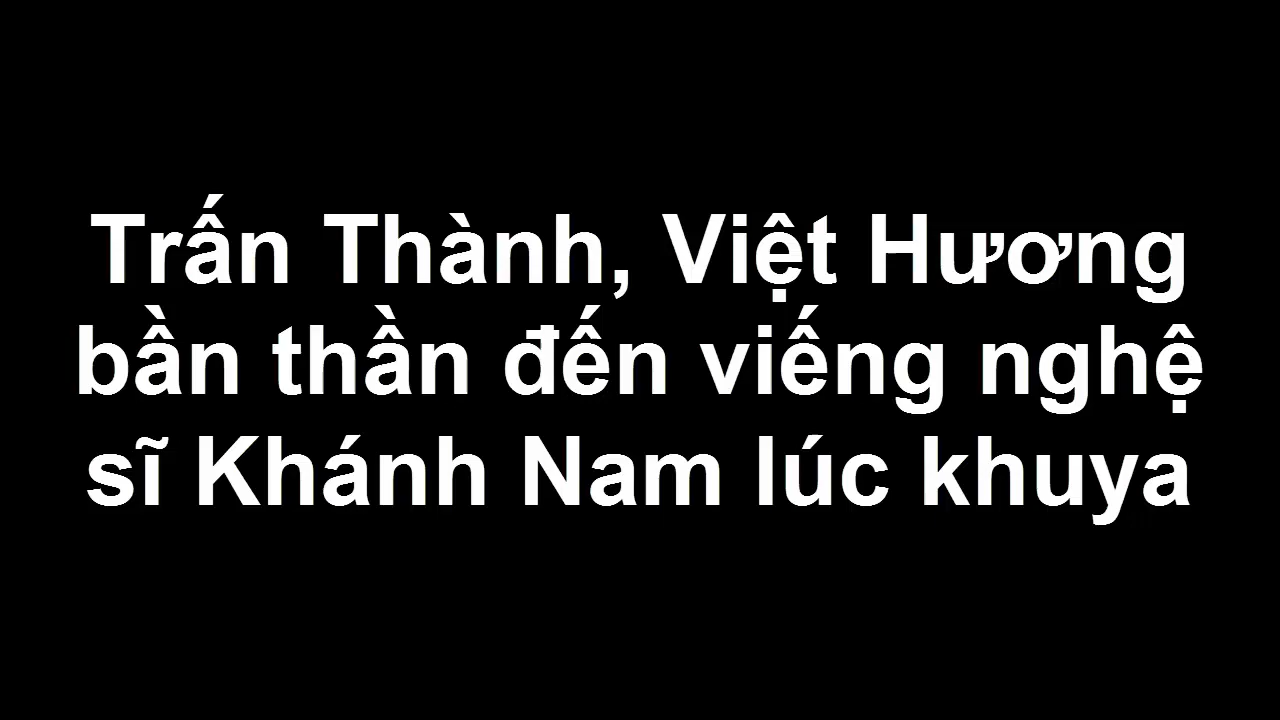 Trấn Thành, Việt Hương
bần thần đến viếng nghệ
sĩ Khánh Nam lúc khuya